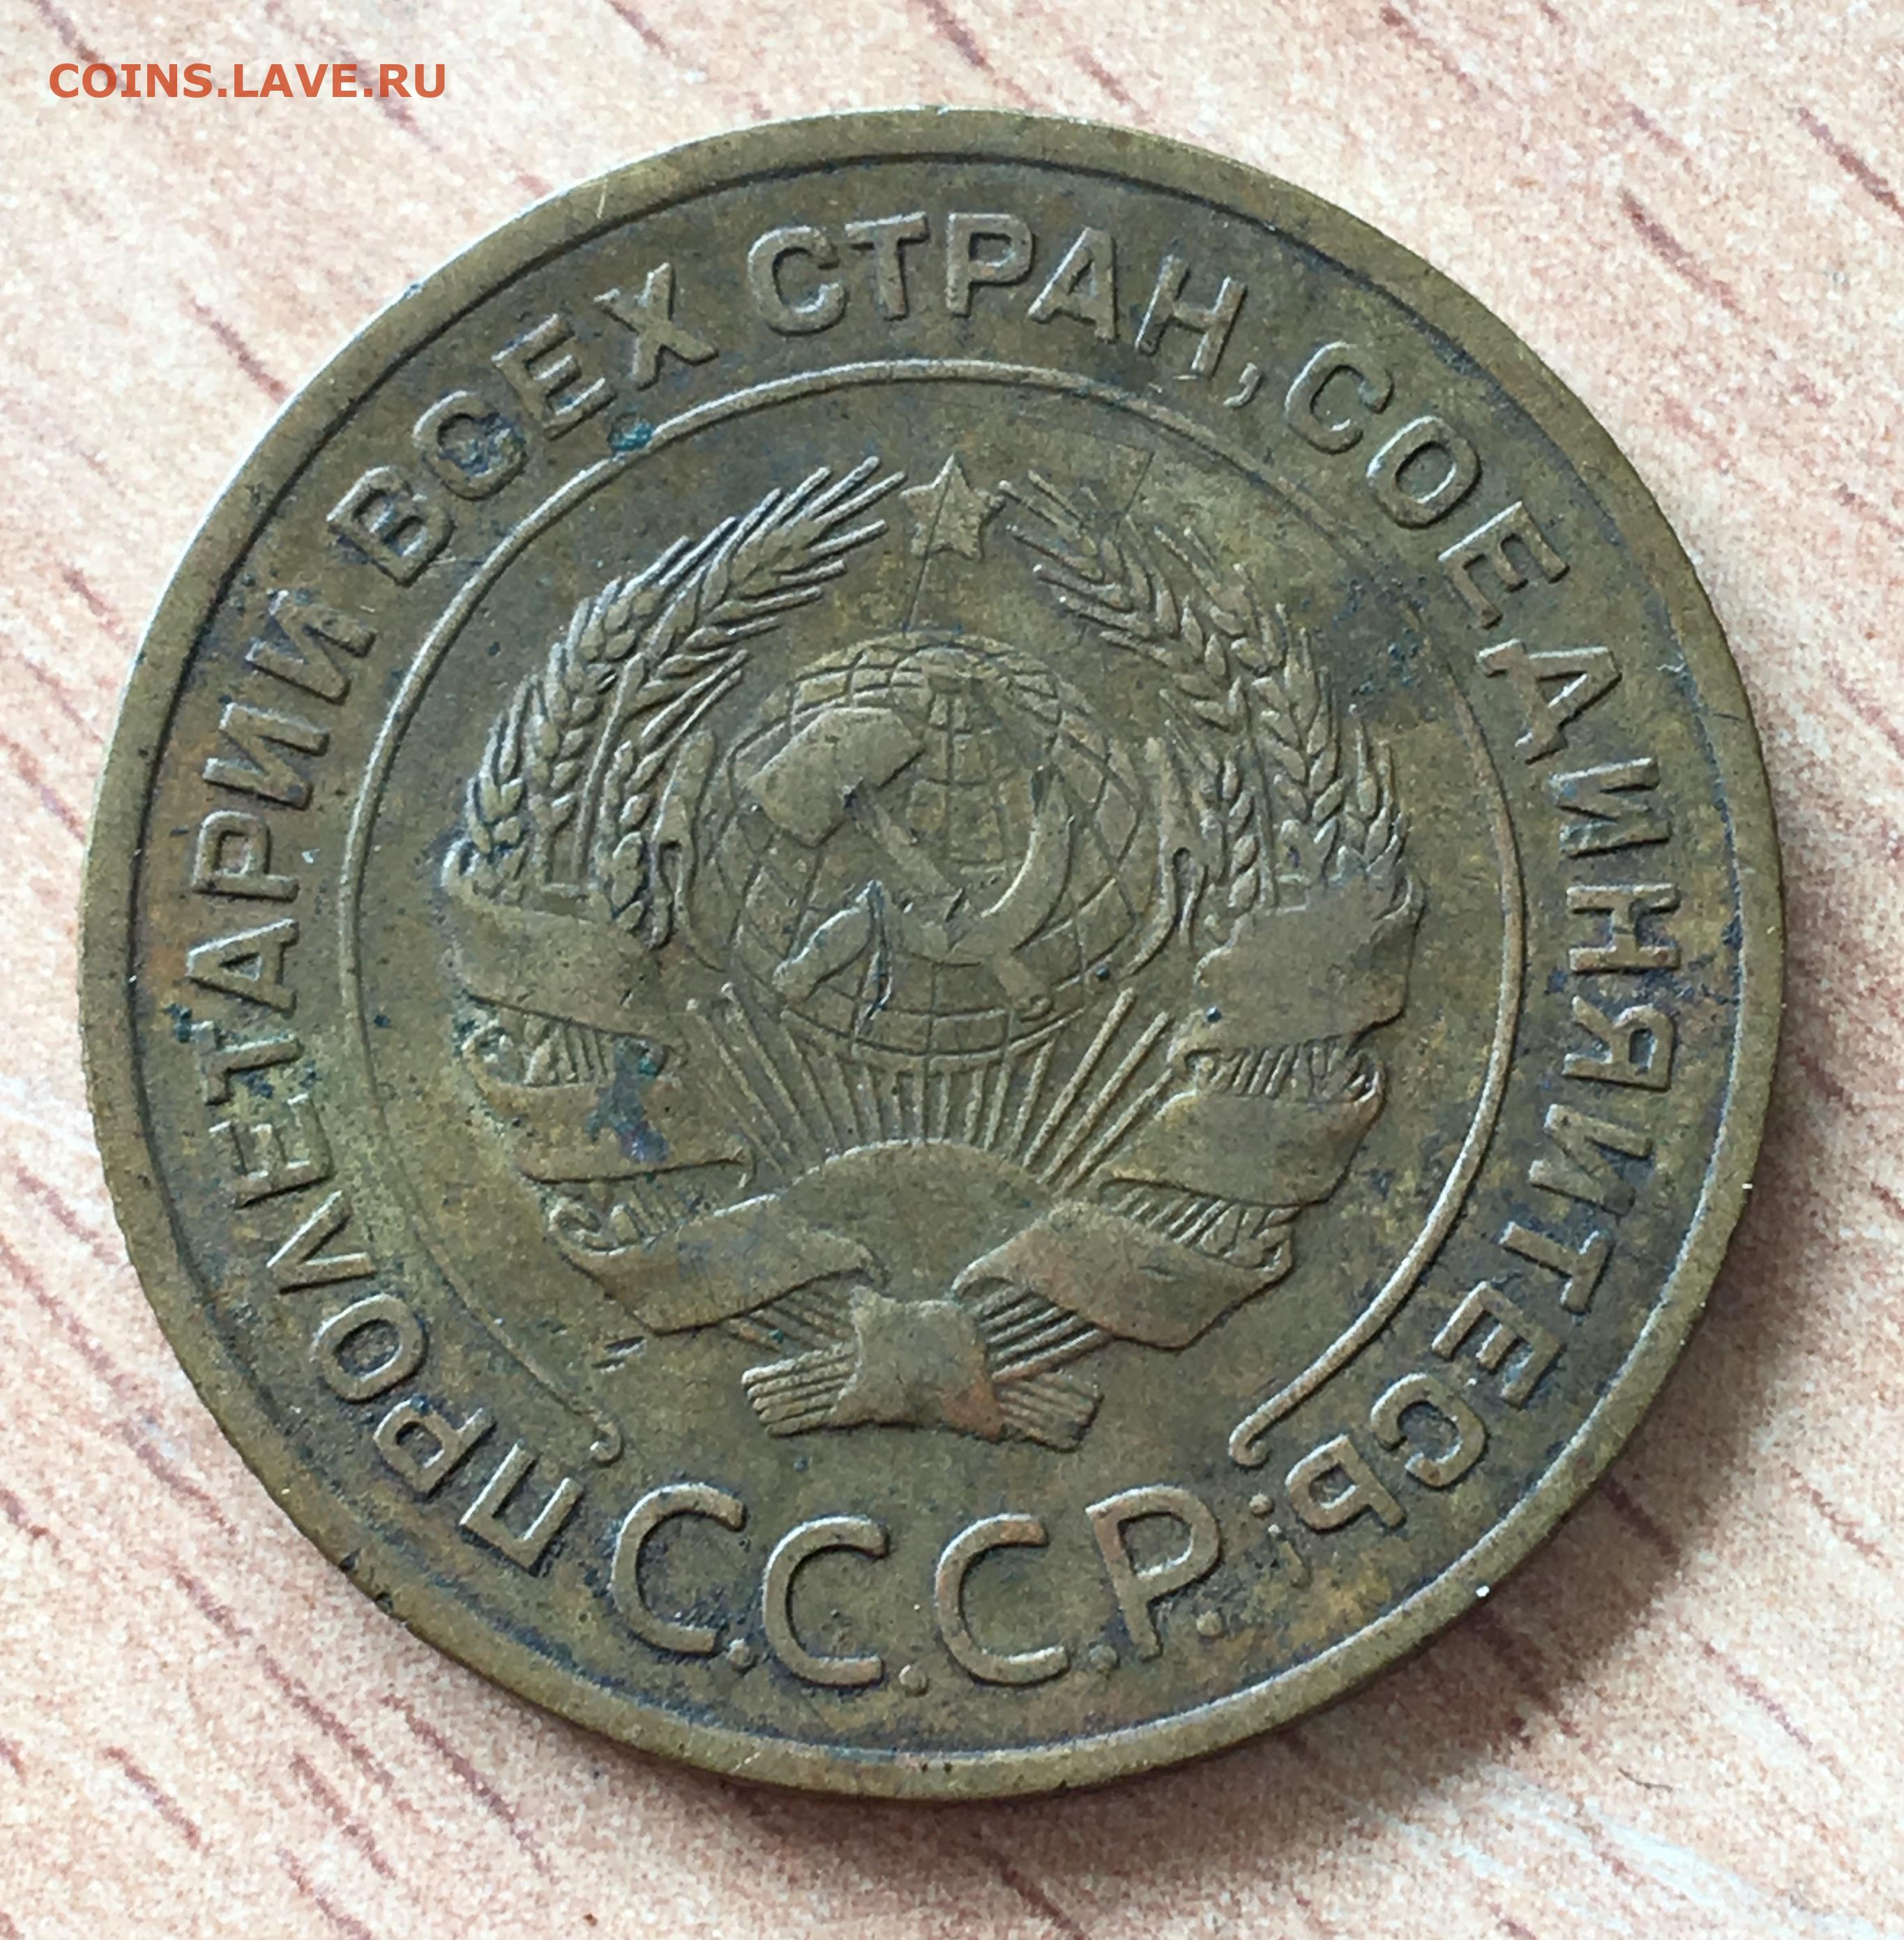 COINS.LAVE.RU
ПРОЛЕТАРИИ ВСЕХ СТРАН, СОЕДИНЯЙТЕСЬ!
С.С.С.Р.